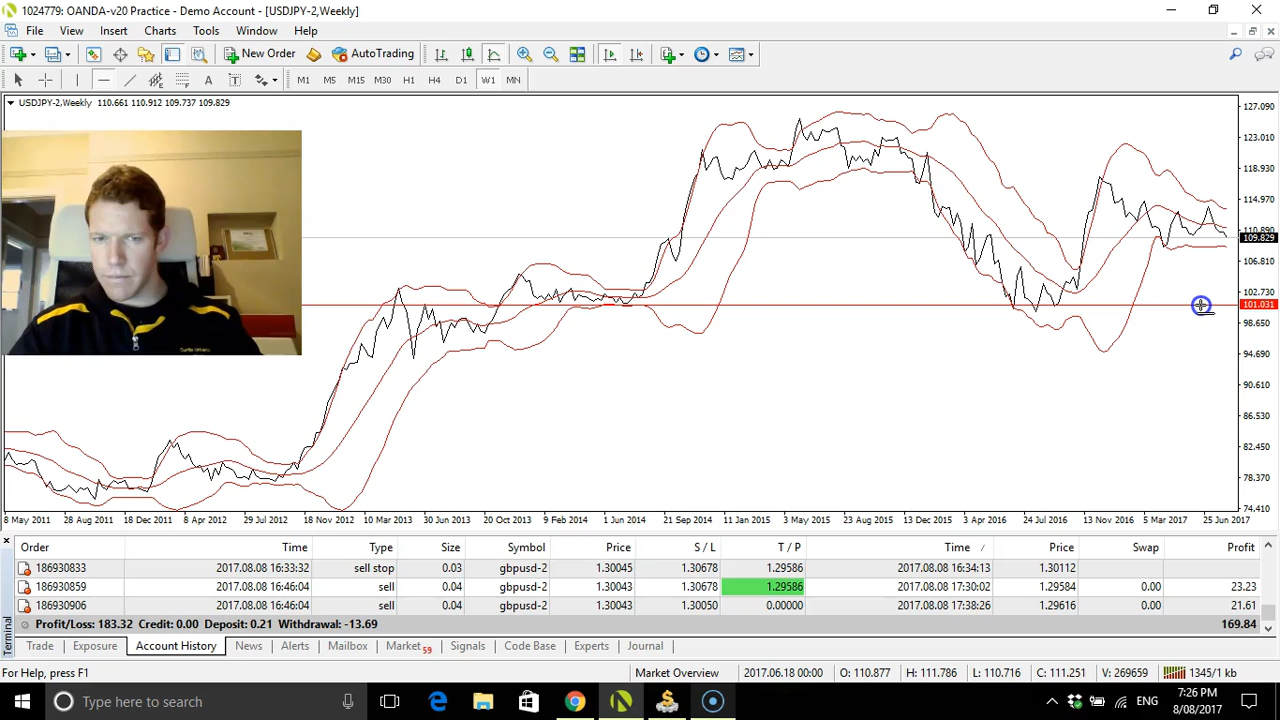 1024779: OANDA-v20 Practice - Demo Account - [USDJPY-2,Weekly]
File View Insert Charts Tools Window Help
New Order AutoTrading
A T M1 M5 M15 M30 H1 H4 D1 W1 MN
USDJPY-2,Weekly 110.661 110.912 109.737 109.829
127.090
123.010
118.930
114.970
110.890
109.829
106.810
102.730
101.031
98.650
94.690
90.610
86.530
82.450
78.370
74.410
8 May 2011 28 Aug 2011 18 Dec 2011 8 Apr 2012 29 Jul 2012 18 Nov 2012 10 Mar 2013 30 Jun 2013 20 Oct 2013 9 Feb 2014 1 Jun 2014 21 Sep 2014 11 Jan 2015 3 May 2015 23 Aug 2015 13 Dec 2015 3 Apr 2016 24 Jul 2016 13 Nov 2016 5 Mar 2017 25 Jun 2017
Order Time Type Size Symbol Price S / L T / P Time Price Swap Profit
186930833 2017.08.08 16:33:32 sell stop 0.03 gbpusd-2 1.30045 1.30678 1.29586 2017.08.08 16:34:13 1.30112
186930859 2017.08.08 16:46:04 sell 0.04 gbpusd-2 1.30043 1.30678 1.29586 2017.08.08 17:30:02 1.29584 0.00 23.23
186930906 2017.08.08 16:46:04 sell 0.04 gbpusd-2 1.30043 1.30050 0.00000 2017.08.08 17:38:26 1.29616 0.00 21.61
Profit/Loss: 183.32 Credit: 0.00 Deposit: 0.21 Withdrawal: -13.69 169.84
Terminal
Trade Exposure Account History News Alerts Mailbox Market 59 Signals Code Base Experts Journal
For Help, press F1 Market Overview 2017.06.18 00:00 O: 110.877 H: 111.786 L: 110.716 C: 111.251 V: 269659 1345/1 kb
Type here to search ENG 7:26 PM
8/08/2017